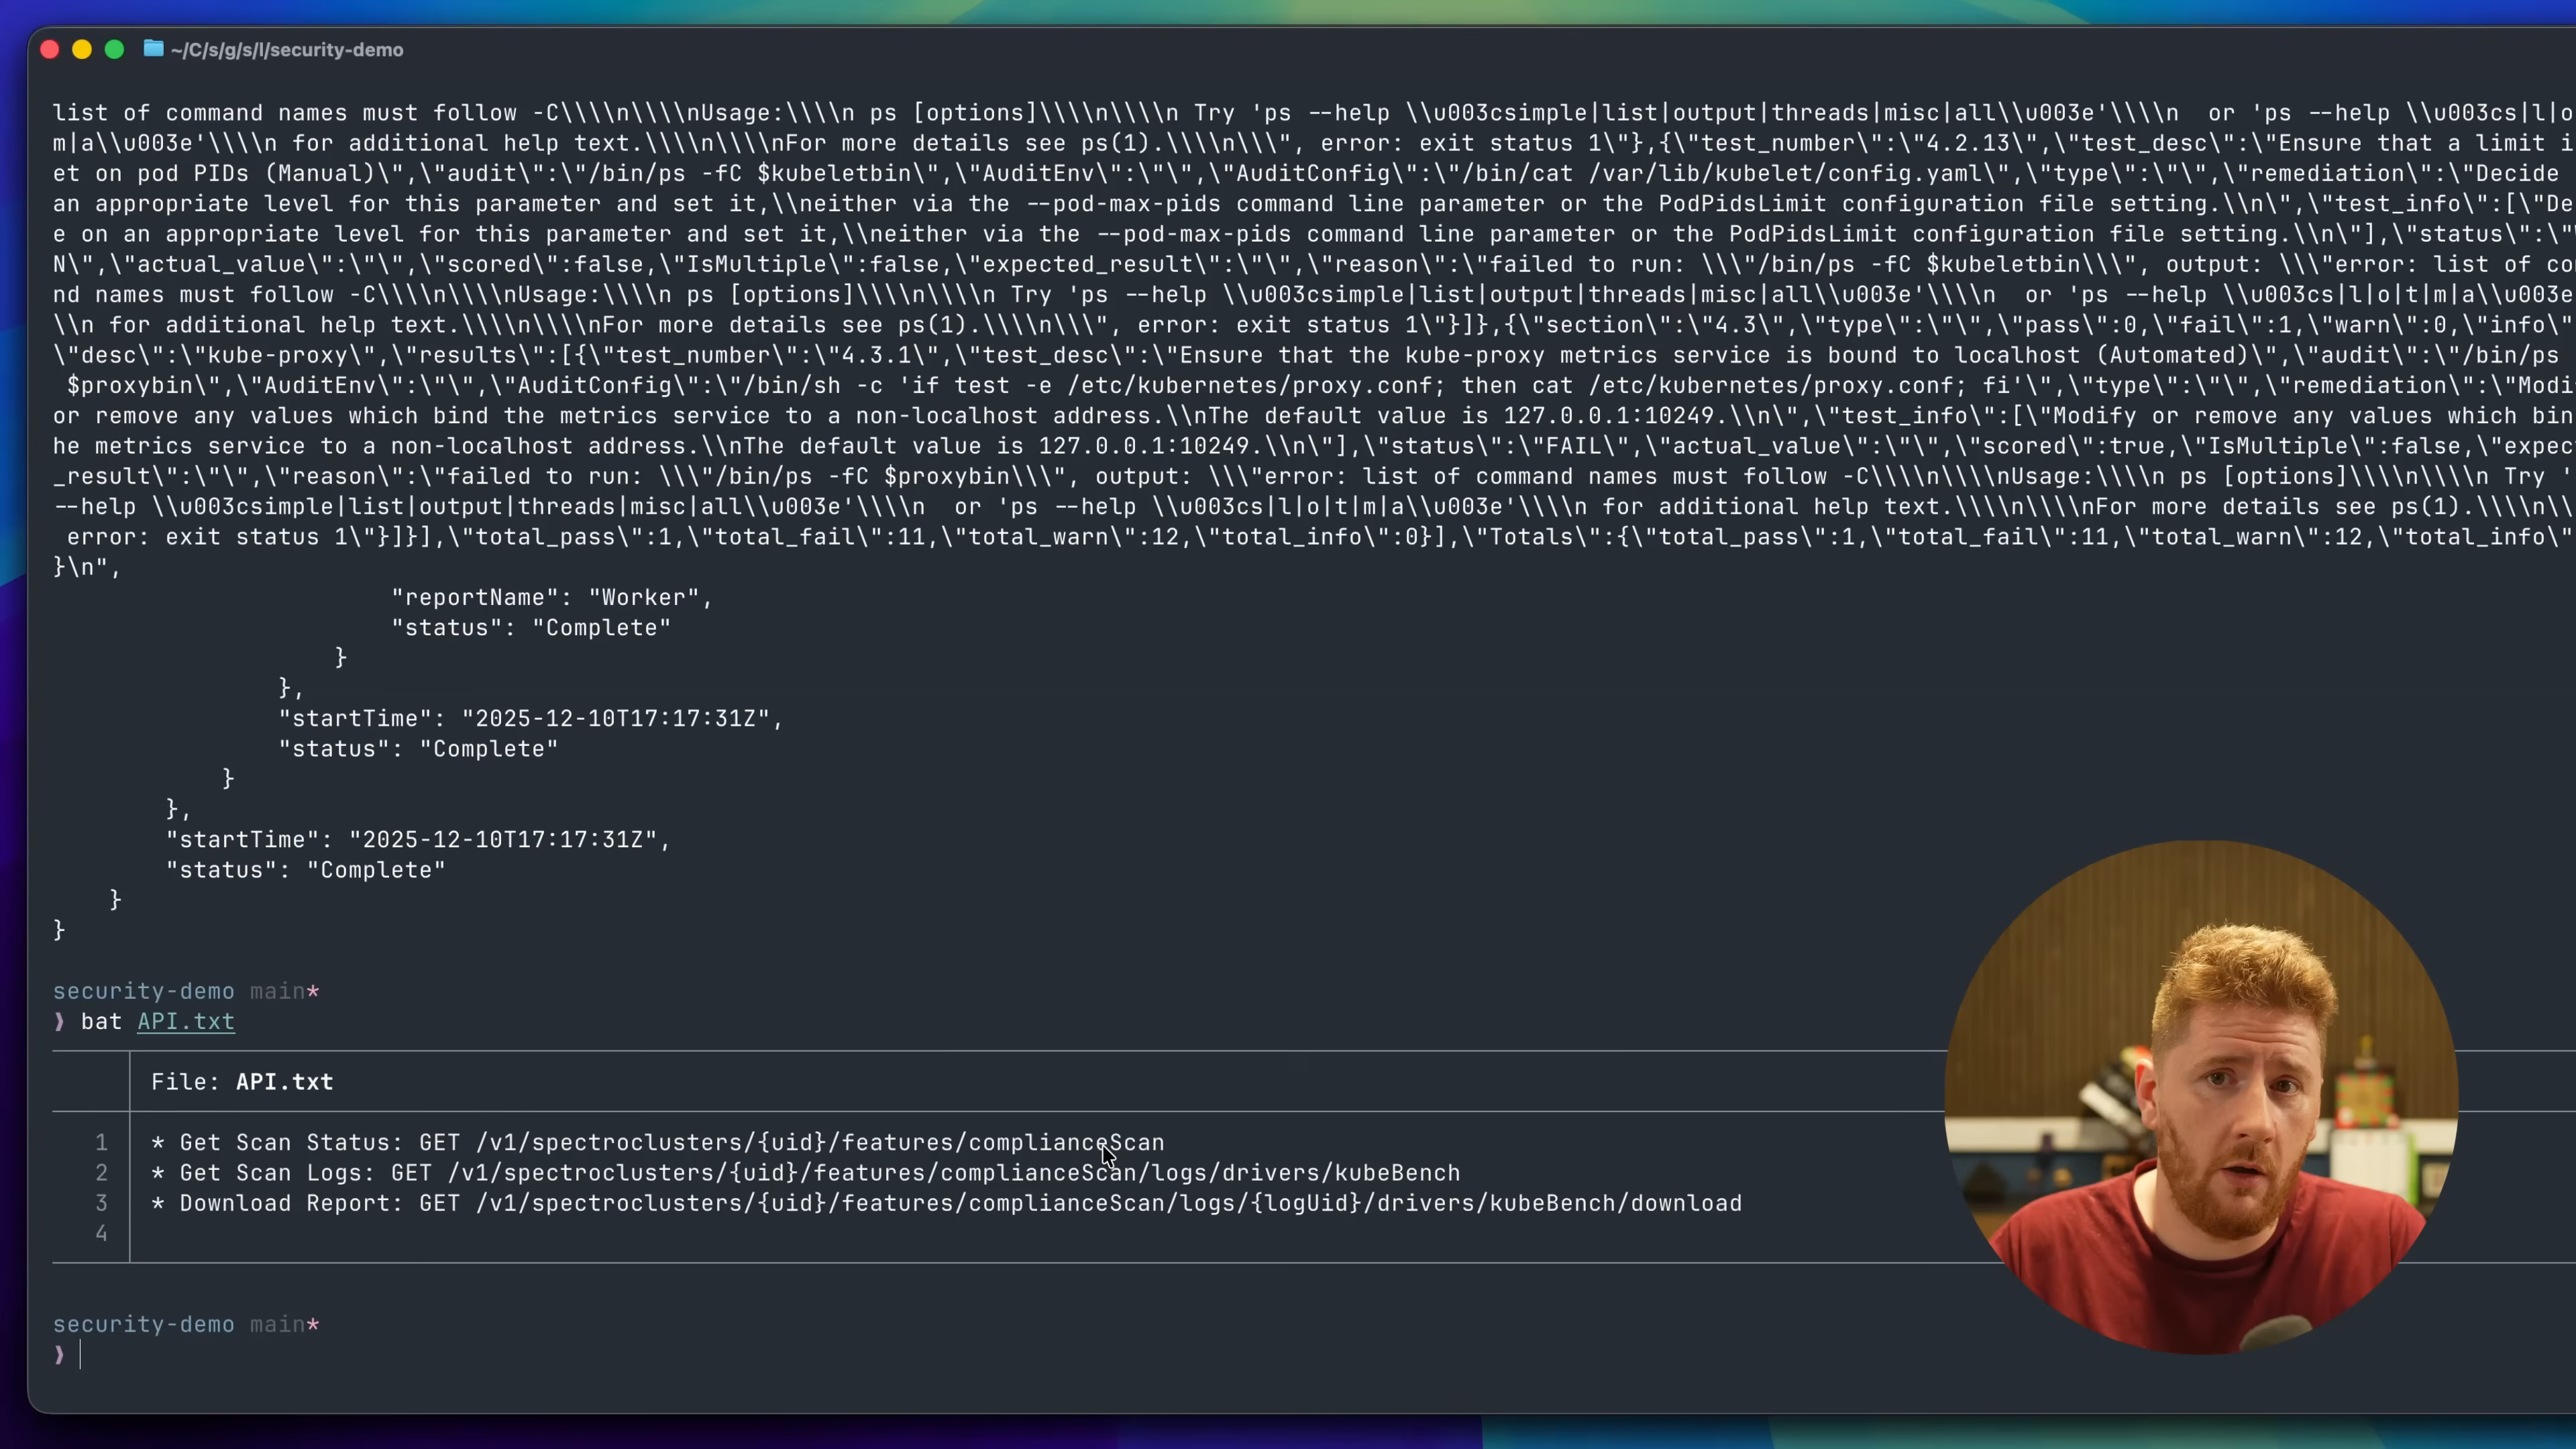 ~/C/s/g/s/l/security-demo
list of command names must follow -C\\\\n\\\\nUsage:\\\\n ps [options]\\\\n\\\\n Try 'ps --help \\u003csimple|list|output|threads|misc|all\\u003e'\\\\n  or 'ps --help \\u003cs|l|o
m|a\\u003e'\\\\n for additional help text.\\\\n\\\\nFor more details see ps(1).\\\\n\\\", error: exit status 1\"},{\"test_number\":\"4.2.13\",\"test_desc\":\"Ensure that a limit i
et on pod PIDs (Manual)\",\"audit\":\"/bin/ps -fC $kubeletbin\",\"AuditEnv\":\"\",\"AuditConfig\":\"/bin/cat /var/lib/kubelet/config.yaml\",\"type\":\"\",\"remediation\":\"Decide
an appropriate level for this parameter and set it,\\neither via the --pod-max-pids command line parameter or the PodPidsLimit configuration file setting.\\n\",\"test_info\":[\"De
e on an appropriate level for this parameter and set it,\\neither via the --pod-max-pids command line parameter or the PodPidsLimit configuration file setting.\\n\"],\"status\":\"
N\",\"actual_value\":\"\",\"scored\":false,\"IsMultiple\":false,\"expected_result\":\"\",\"reason\":\"failed to run: \\\"/bin/ps -fC $kubeletbin\\\", output: \\\"error: list of co
nd names must follow -C\\\\n\\\\nUsage:\\\\n ps [options]\\\\n\\\\n Try 'ps --help \\u003csimple|list|output|threads|misc|all\\u003e'\\\\n  or 'ps --help \\u003cs|l|o|t|m|a\\u003e
\\n for additional help text.\\\\n\\\\nFor more details see ps(1).\\\\n\\\", error: exit status 1\"}]},{\"section\":\"4.3\",\"type\":\"\",\"pass\":0,\"fail\":1,\"warn\":0,\"info\"
\"desc\":\"kube-proxy\",\"results\":[{\"test_number\":\"4.3.1\",\"test_desc\":\"Ensure that the kube-proxy metrics service is bound to localhost (Automated)\",\"audit\":\"/bin/ps
$proxybin\",\"AuditEnv\":\"\",\"AuditConfig\":\"/bin/sh -c 'if test -e /etc/kubernetes/proxy.conf; then cat /etc/kubernetes/proxy.conf; fi'\",\"type\":\"\",\"remediation\":\"Modi
or remove any values which bind the metrics service to a non-localhost address.\\nThe default value is 127.0.0.1:10249.\\n\",\"test_info\":[\"Modify or remove any values which bin
he metrics service to a non-localhost address.\\nThe default value is 127.0.0.1:10249.\\n\"],\"status\":\"FAIL\",\"actual_value\":\"\",\"scored\":true,\"IsMultiple\":false,\"expec
_result\":\"\",\"reason\":\"failed to run: \\\"/bin/ps -fC $proxybin\\\", output: \\\"error: list of command names must follow -C\\\\n\\\\nUsage:\\\\n ps [options]\\\\n\\\\n Try '
--help \\u003csimple|list|output|threads|misc|all\\u003e'\\\\n  or 'ps --help \\u003cs|l|o|t|m|a\\u003e'\\\\n for additional help text.\\\\n\\\\nFor more details see ps(1).\\\\n\\
error: exit status 1\"}]}],\"total_pass\":1,\"total_fail\":11,\"total_warn\":12,\"total_info\":0}],\"Totals\":{\"total_pass\":1,\"total_fail\":11,\"total_warn\":12,\"total_info\"
}\n",
"reportName": "Worker",
"status": "Complete"
}
},
"startTime": "2025-12-10T17:17:31Z",
"status": "Complete"
}
},
"startTime": "2025-12-10T17:17:31Z",
"status": "Complete"
}
}
security-demo main*
❯ bat API.txt
File: API.txt
1 * Get Scan Status: GET /v1/spectroclusters/{uid}/features/complianceScan
2 * Get Scan Logs: GET /v1/spectroclusters/{uid}/features/complianceScan/logs/drivers/kubeBench
3 * Download Report: GET /v1/spectroclusters/{uid}/features/complianceScan/logs/{logUid}/drivers/kubeBench/download
4
security-demo main*
❯